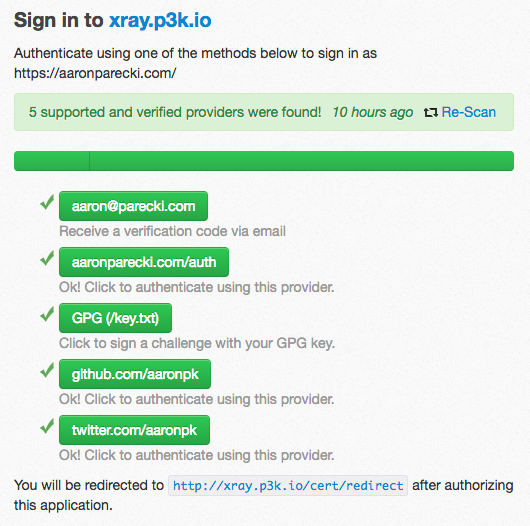 Sign in to xray.p3k.io
Authenticate using one of the methods below to sign in as
https://aaronparecki.com/
5 supported and verified providers were found! 10 hours ago Re-Scan
aaron@parecki.com
Receive a verification code via email
aaronparecki.com/auth
Ok! Click to authenticate using this provider.
GPG (/key.txt)
Click to sign a challenge with your GPG key.
github.com/aaronpk
Ok! Click to authenticate using this provider.
twitter.com/aaronpk
Ok! Click to authenticate using this provider.
You will be redirected to http://xray.p3k.io/cert/redirect after authorizing
this application.